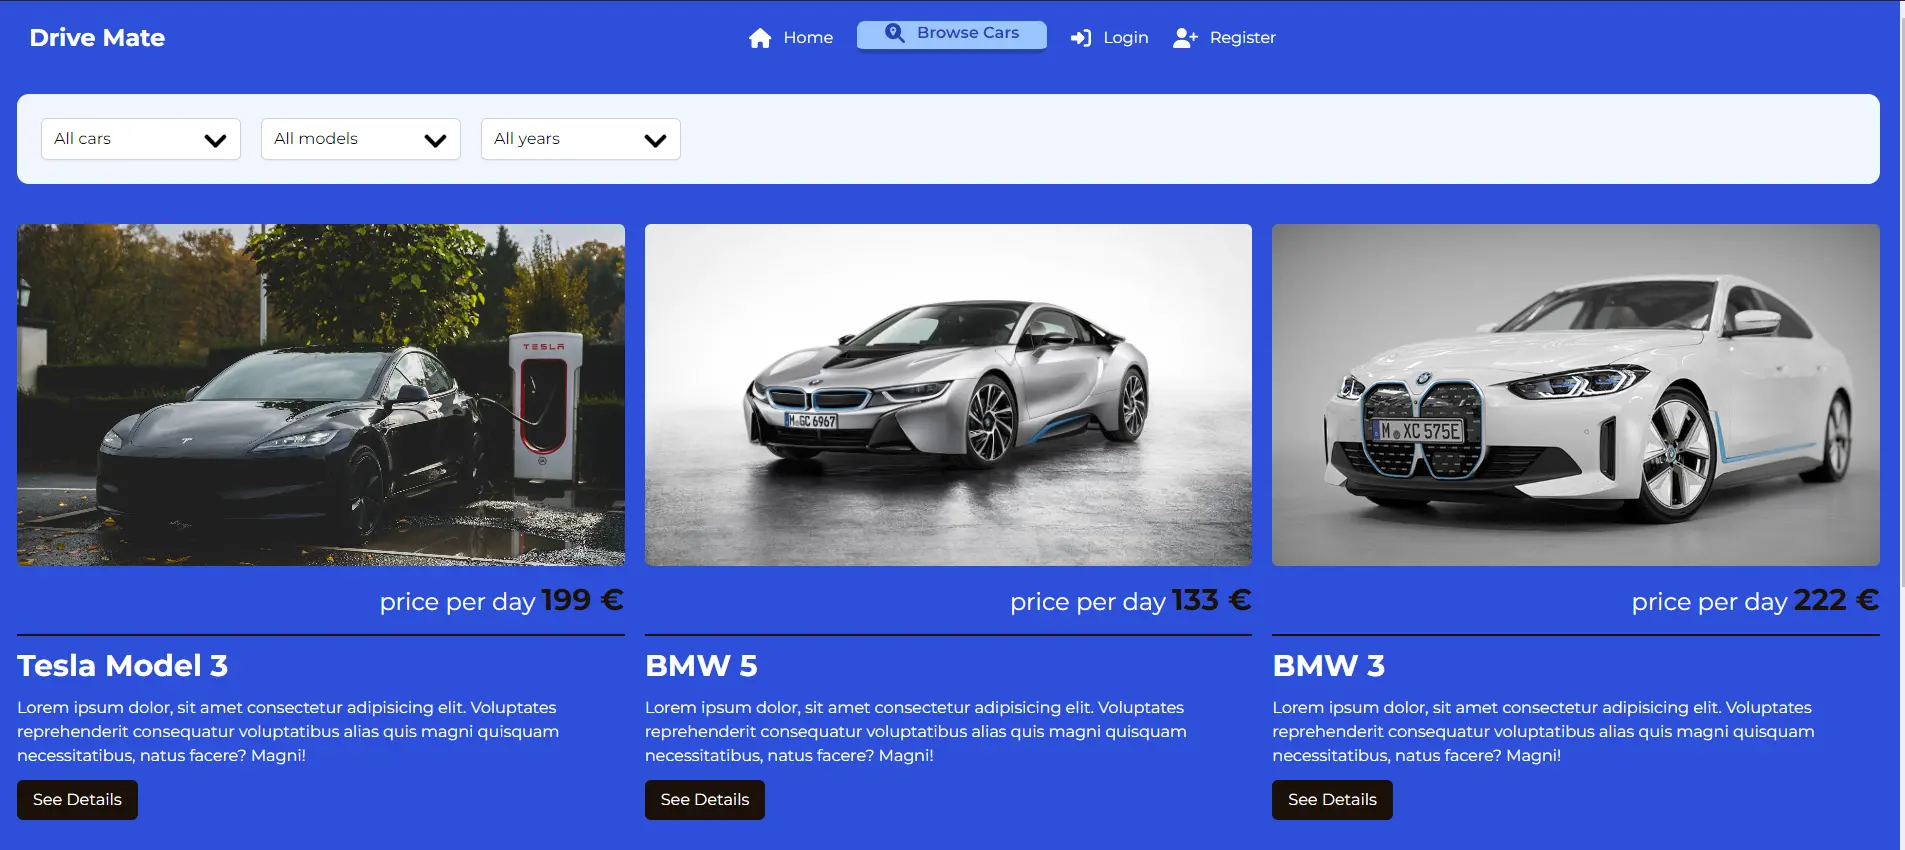 Drive Mate
Home
Browse Cars
Login
Register
All cars
All models
All years
TESLA
M GC 6967
M XC 575E
price per day 199 €
price per day 133 €
price per day 222 €
Tesla Model 3
Lorem ipsum dolor, sit amet consectetur adipisicing elit. Voluptates
reprehenderit consequatur voluptatibus alias quis magni quisquam
necessitatibus, natus facere? Magni!
See Details
BMW 5
Lorem ipsum dolor, sit amet consectetur adipisicing elit. Voluptates
reprehenderit consequatur voluptatibus alias quis magni quisquam
necessitatibus, natus facere? Magni!
See Details
BMW 3
Lorem ipsum dolor, sit amet consectetur adipisicing elit. Voluptates
reprehenderit consequatur voluptatibus alias quis magni quisquam
necessitatibus, natus facere? Magni!
See Details